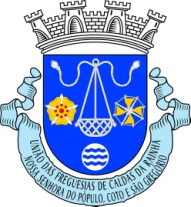 UNIÃO DAS FREGUESIAS DE CALDAS DA RAINHA
NOSSA SENHORA DO PÓPULO, COTO E SÃO GREGÓRIO